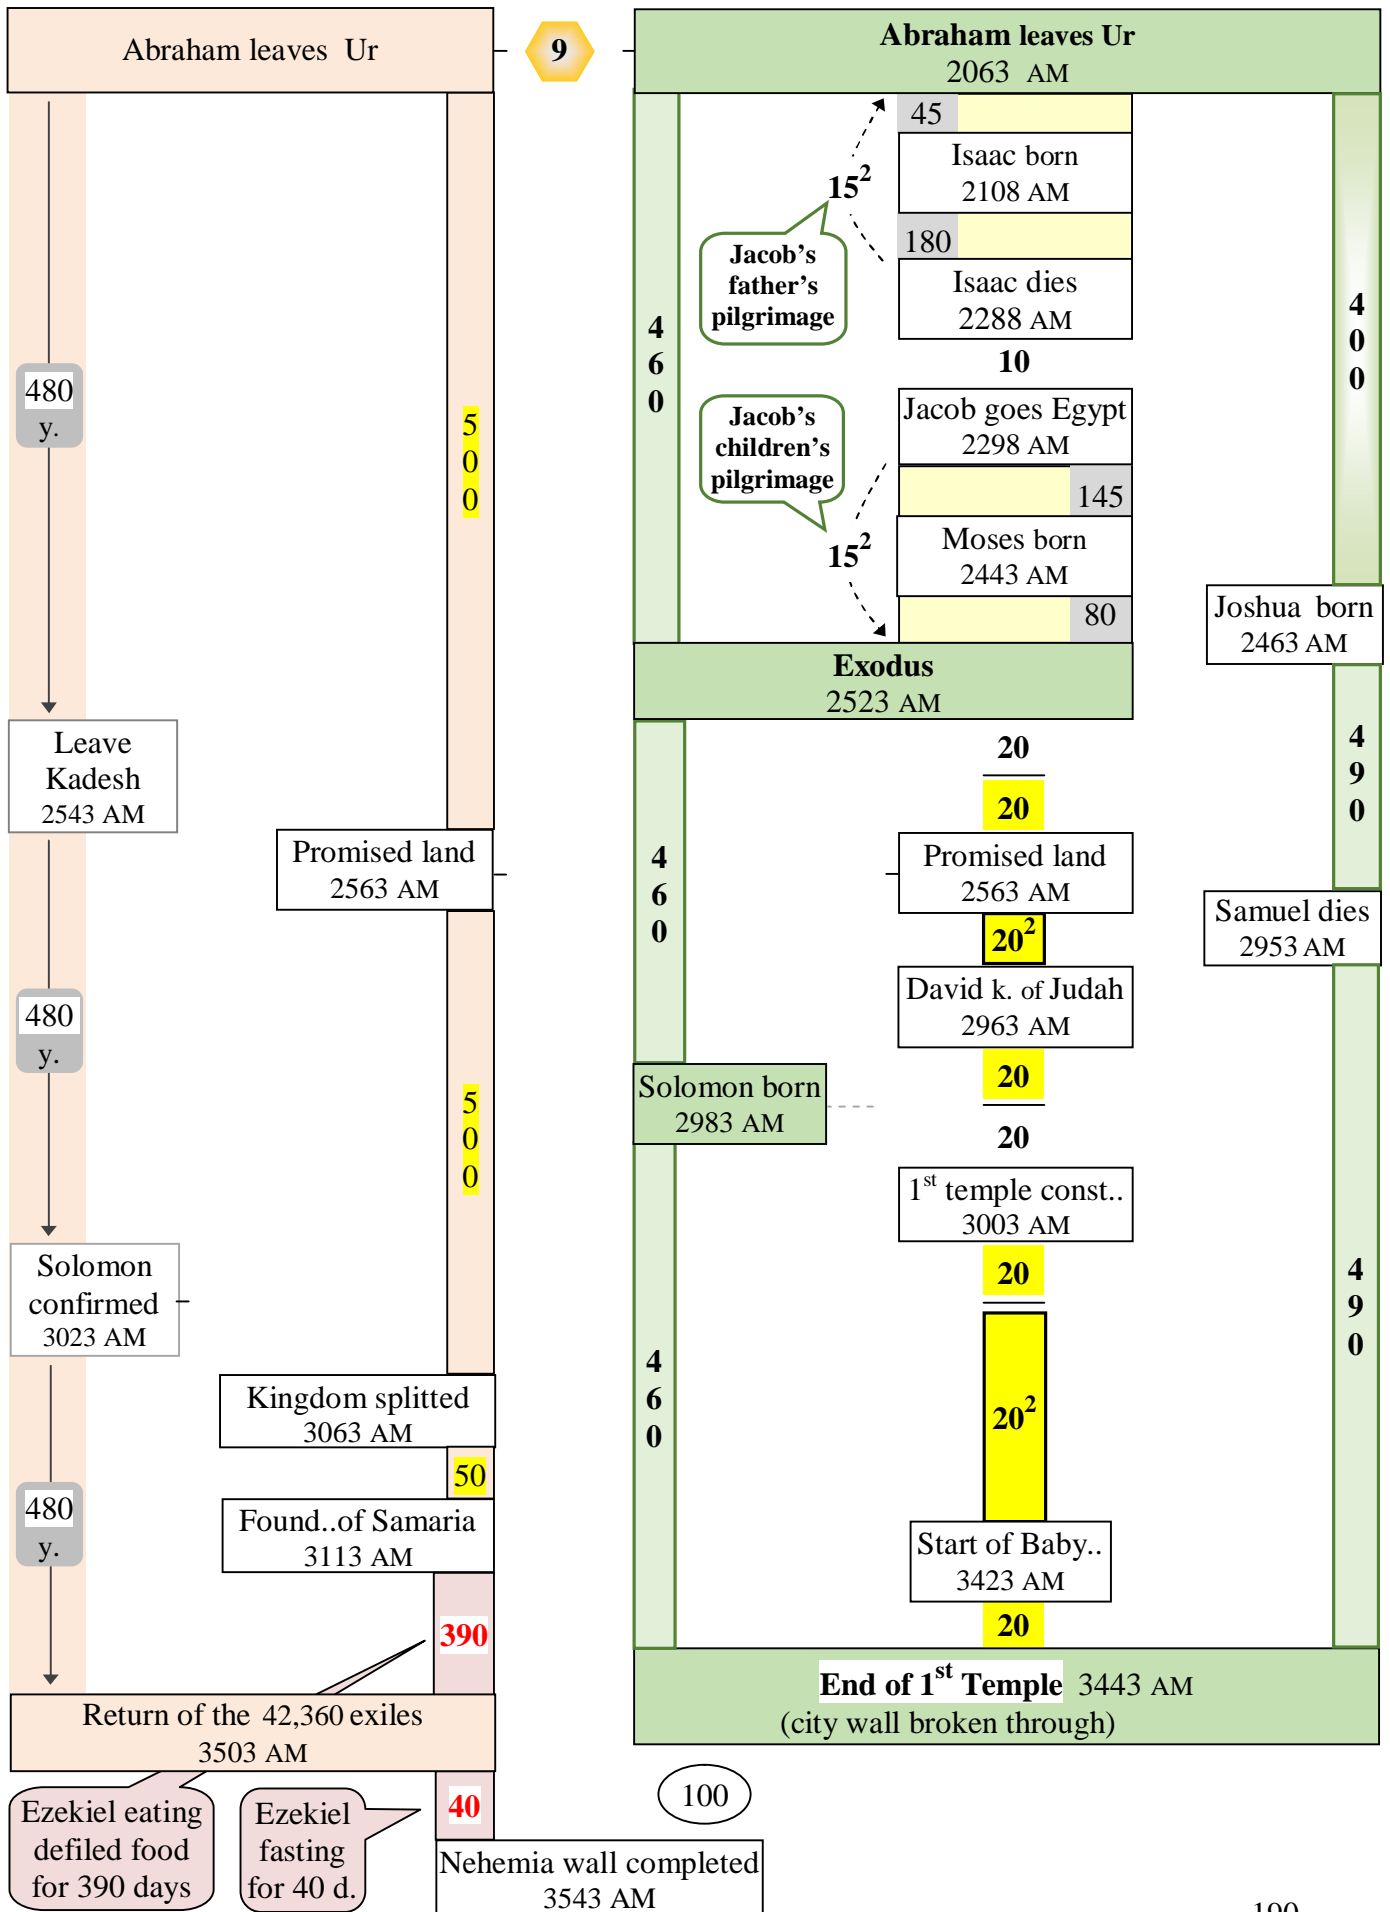 Abraham leaves Ur
9
Abraham leaves Ur
2063 AM
480
y.
5
0
0
Leave
Kadesh
2543 AM
Promised land
2563 AM
480
y.
5
0
0
Solomon
confirmed
3023 AM
Kingdom splitted
3063 AM
50
Found..of Samaria
3113 AM
480
y.
390
Return of the 42,360 exiles
3503 AM
Ezekiel eating
defiled food
for 390 days
Ezekiel
fasting
for 40 d.
40
Nehemia wall completed
3543 AM
4
6
0
45
Isaac born
2108 AM
15²
Jacob’s
father’s
pilgrimage
180
Isaac dies
2288 AM
10
Jacob goes Egypt
2298 AM
Jacob’s
children’s
pilgrimage
145
15²
Moses born
2443 AM
80
4
0
0
Joshua born
2463 AM
Exodus
2523 AM
20
20
Promised land
2563 AM
20²
David k. of Judah
2963 AM
20
20
4
6
0
Solomon born
2983 AM
4
9
0
Samuel dies
2953 AM
1st temple const..
3003 AM
20
20²
Start of Baby..
3423 AM
20
4
6
0
4
9
0
End of 1st Temple 3443 AM
(city wall broken through)
100